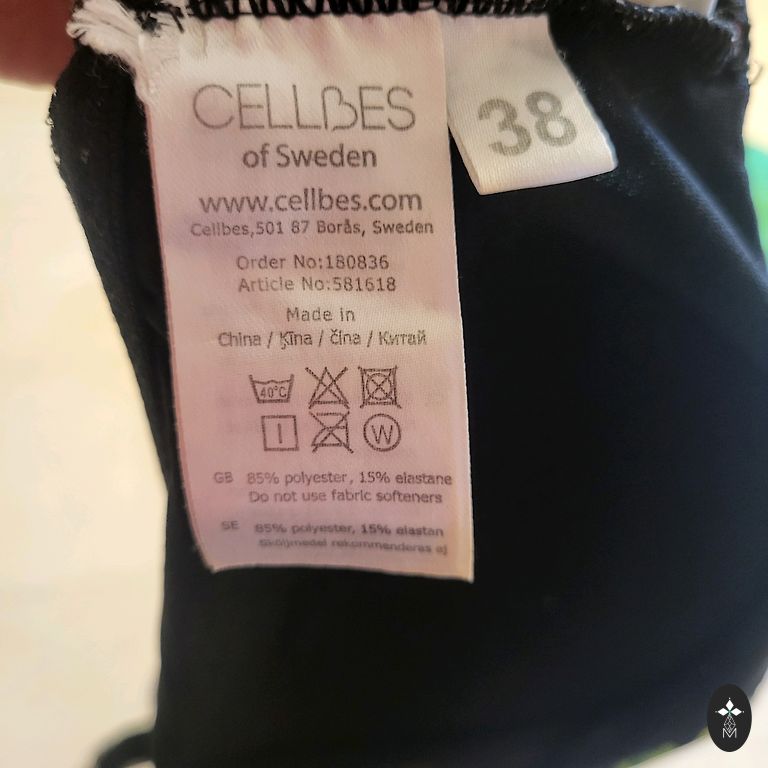 CELLBES
of Sweden
www.cellbes.com
Cellbes,501 87 Borås, Sweden
Order No:180836
Article No:581618
Made in
China / Ķīna / čína / Китай
40°C
I W
GB 85% polyester, 15% elastane
Do not use fabric softeners
SE 85% polyester, 15% elastan
Sköljmedel rekommenderas ej
38
M